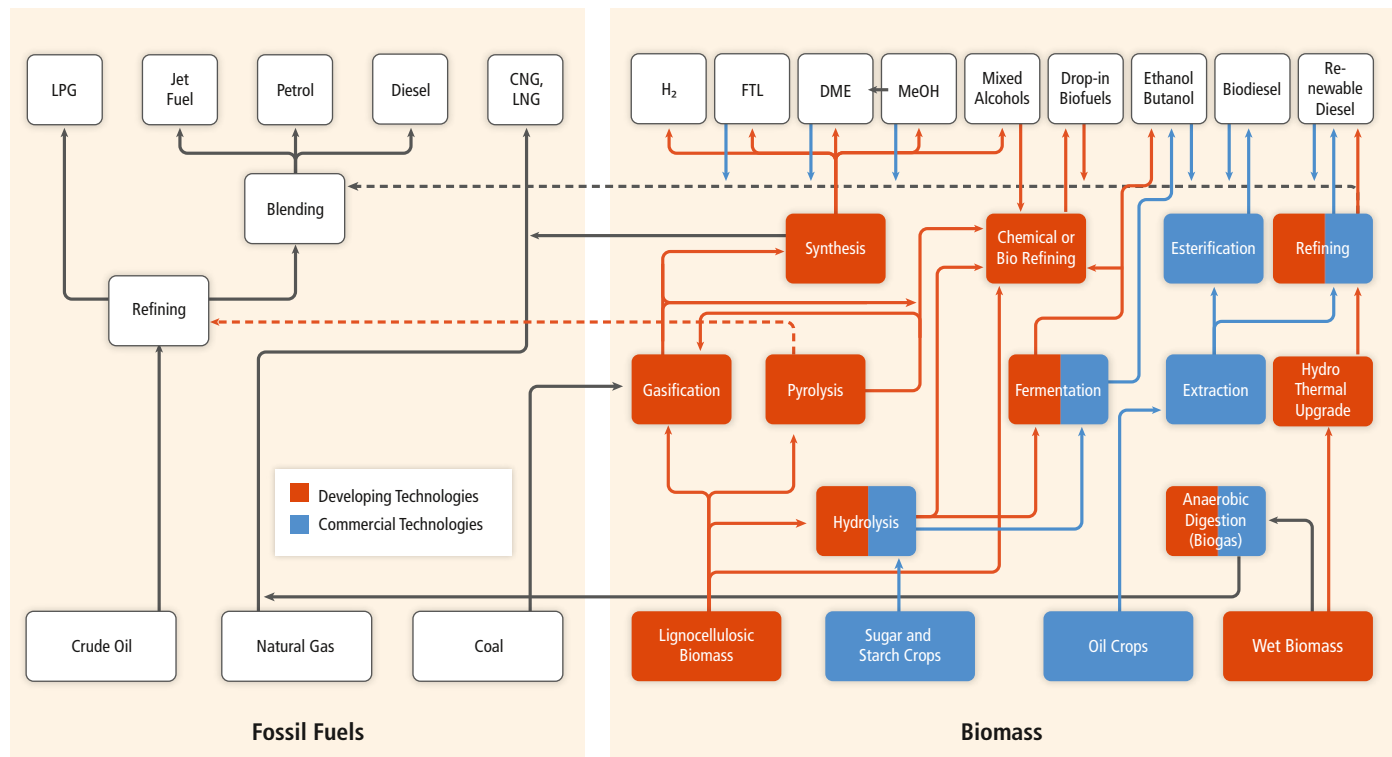 LPG
Jet
Fuel
Petrol
Diesel
CNG,
LNG
H₂
FTL
DME
MeOH
Mixed
Alcohols
Drop-in
Biofuels
Ethanol
Butanol
Biodiesel
Re-
newable
Diesel
Blending
Refining
Synthesis
Chemical or
Bio Refining
Esterification
Refining
Gasification
Pyrolysis
Fermentation
Extraction
Hydro
Thermal
Upgrade
Developing Technologies
Commercial Technologies
Hydrolysis
Anaerobic
Digestion
(Biogas)
Crude Oil
Natural Gas
Coal
Lignocellulosic
Biomass
Sugar and
Starch Crops
Oil Crops
Wet Biomass
Fossil Fuels
Biomass